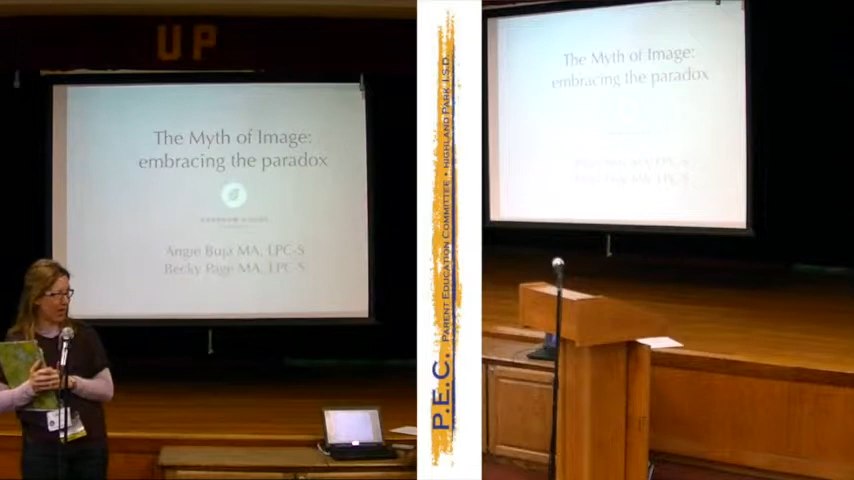 UP
The Myth of Image:
embracing the paradox
Angie Buja MA, LPC-S
Becky Page MA, LPC-S
P.E.C. PARENT EDUCATION COMMITTEE • HIGHLAND PARK I.S.D.
The Myth of Image:
embracing the paradox